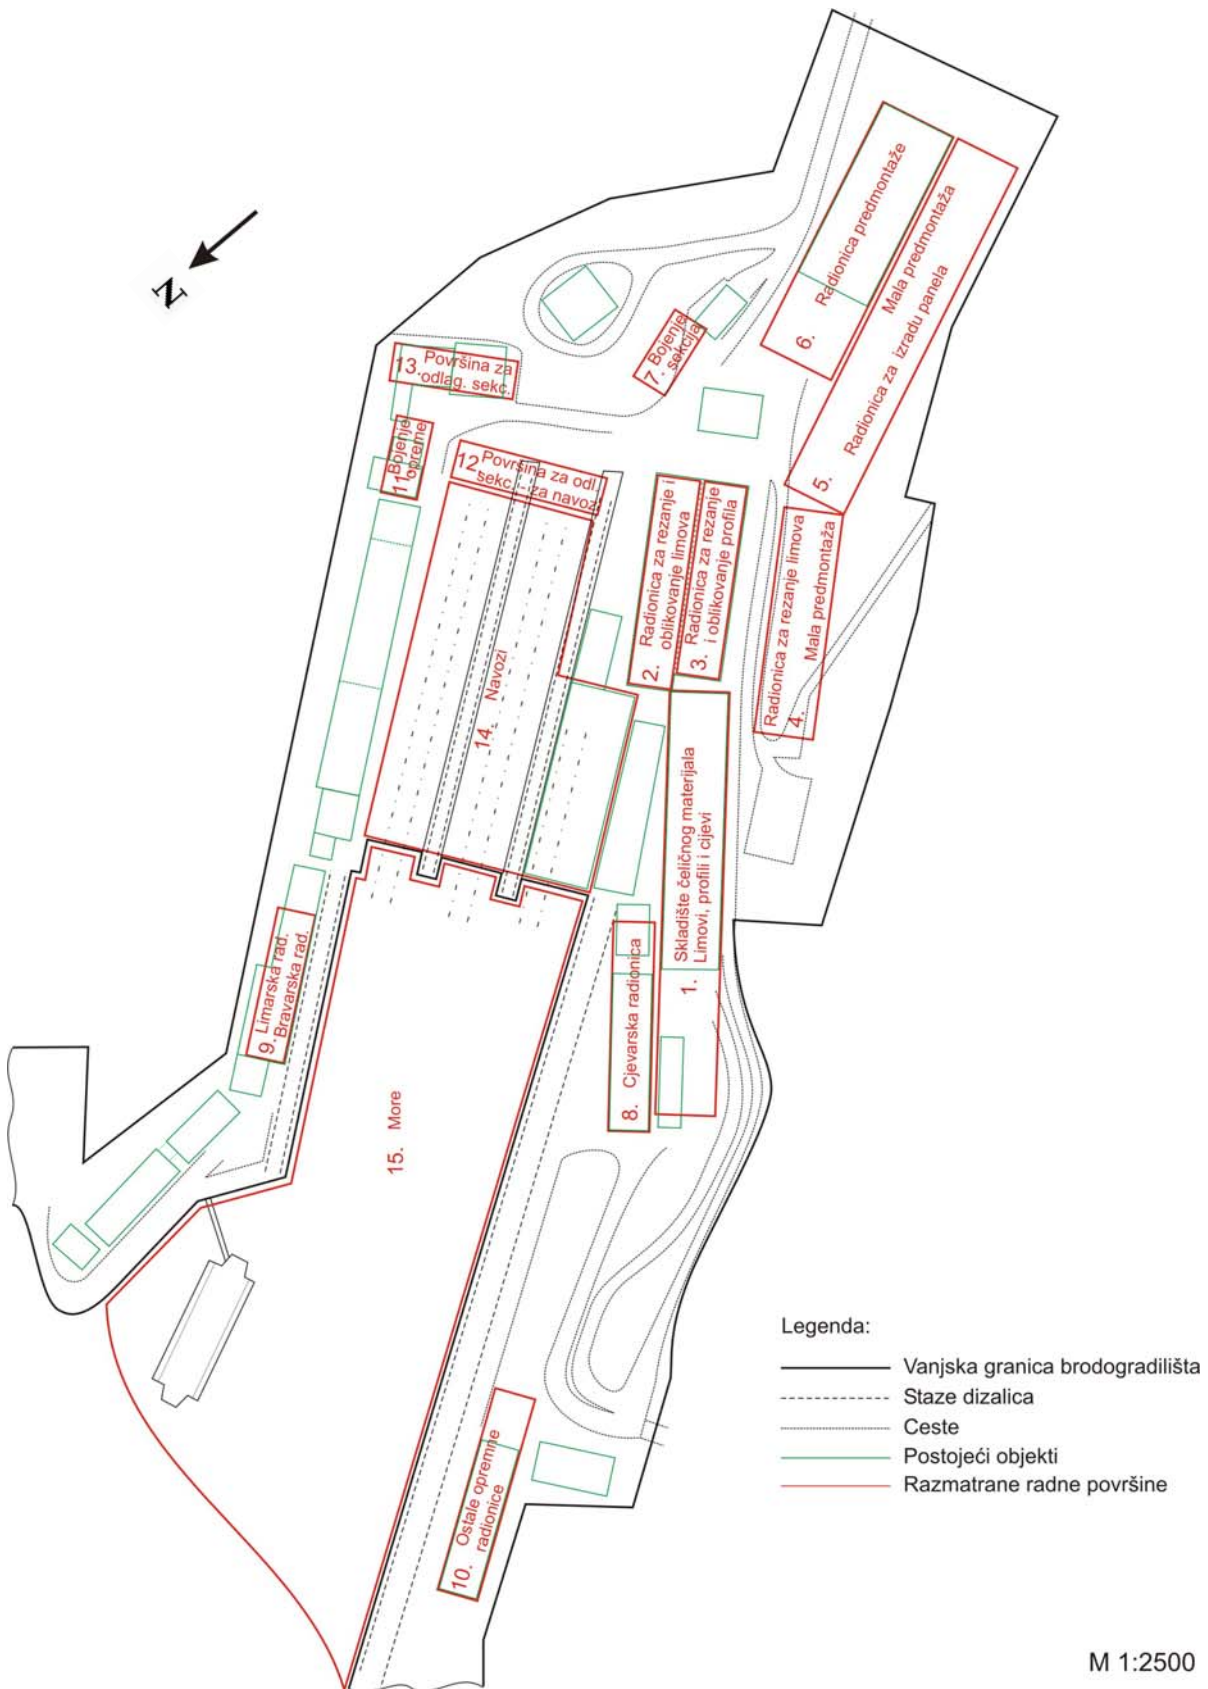 N
6. Radionica predmontaže
Mala predmontaža
5. Radionica za izradu panela
7. Bojenje
sekcija
13. Površina za
odlag. sekc.
11. Bojenje
opreme
12. Površina za odl.
sekc. - za navoz
2. Radionica za rezanje i
oblikovanje limova
3. Radionica za rezanje
i oblikovanje profila
Radionica za rezanje limova
4. Mala predmontaža
14. Navozi
1. Skladište čeličnog materijala
Limovi, profili i cijevi
8. Cjevarska radionica
9. Limarska rad.
Bravarska rad.
15. More
10. Ostale opremne
radionice
Legenda:
Vanjska granica brodogradilišta
Staze dizalica
Ceste
Postojeći objekti
Razmatrane radne površine
M 1:2500